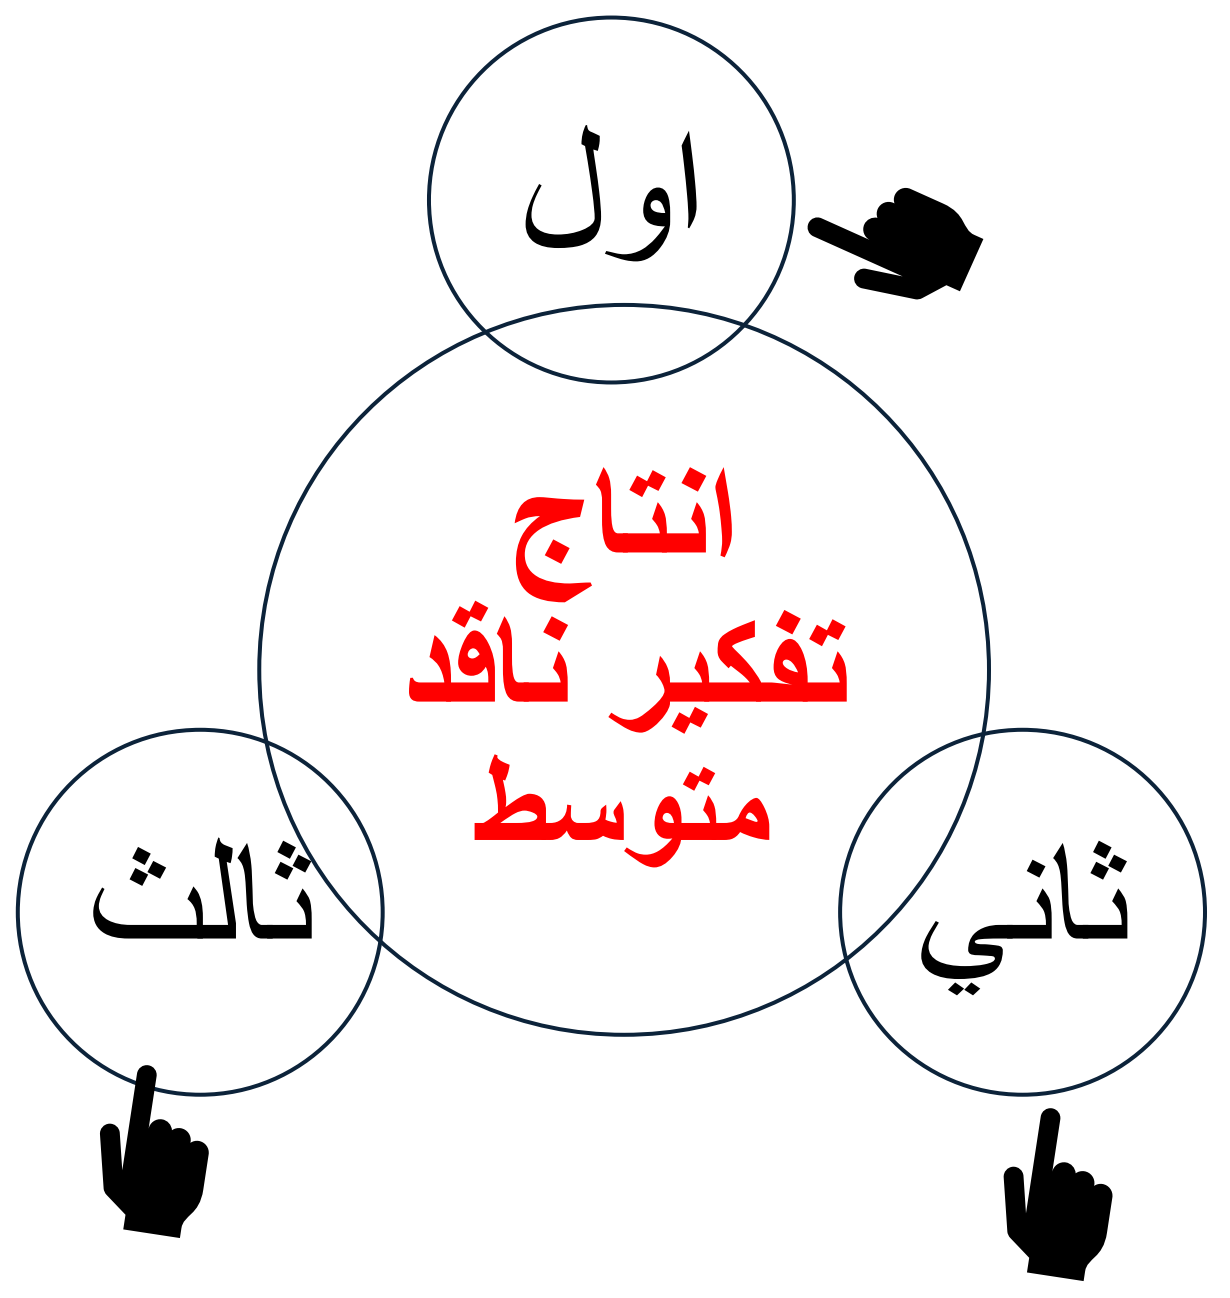 اول
انتاج
تفكير ناقد
متوسط
ثاني
ثالث